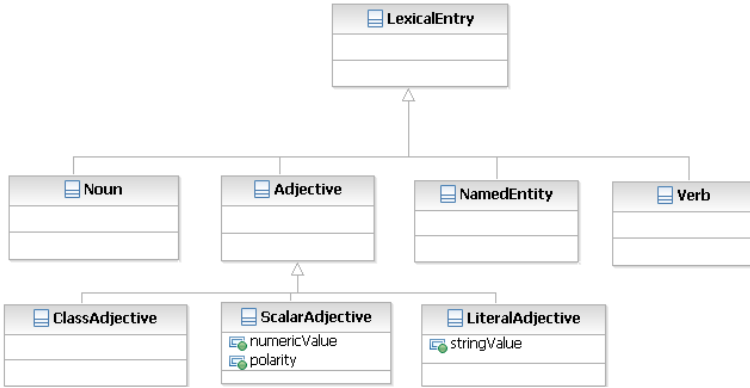 LexicalEntry
Noun
Adjective
NamedEntity
Verb
ClassAdjective
ScalarAdjective
numericValue
polarity
LiteralAdjective
stringValue